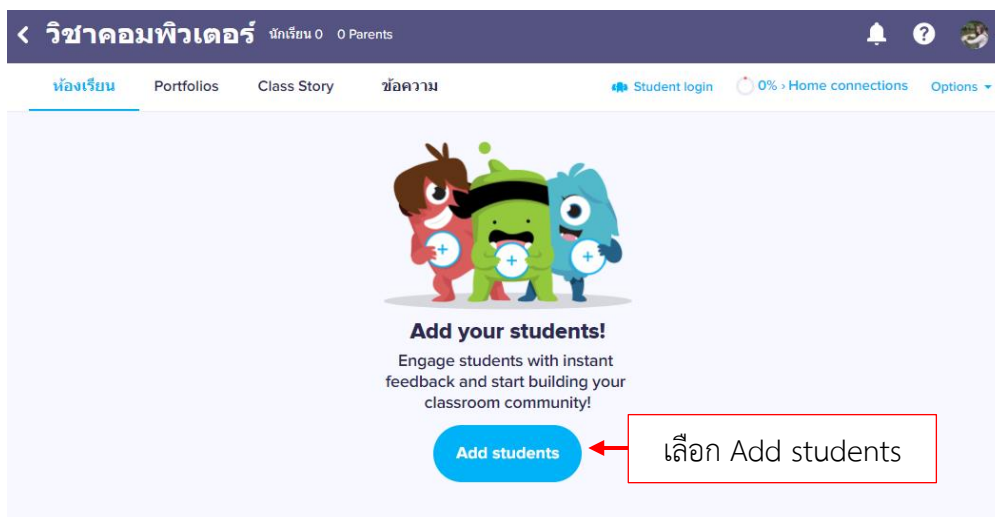 วิชาคอมพิวเตอร์ นักเรียน 0 0 Parents
ห้องเรียน Portfolios Class Story ข้อความ Student login 0% › Home connections Options
Add your students!
Engage students with instant
feedback and start building your
classroom community!
Add students
เลือก Add students